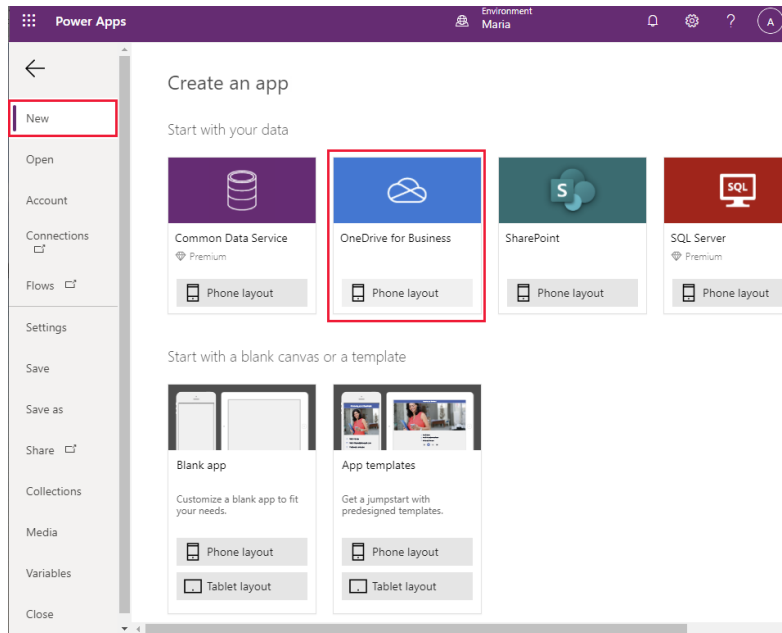 Power Apps
Environment
Maria
?
A
New
Open
Account
Connections
Flows
Settings
Save
Save as
Share
Collections
Media
Variables
Close
Create an app
Start with your data
Common Data Service
Premium
Phone layout
OneDrive for Business
Phone layout
S
SharePoint
Phone layout
SQL
SQL Server
Premium
Phone layout
Start with a blank canvas or a template
Blank app
Customize a blank app to fit
your needs.
Phone layout
Tablet layout
App templates
Get a jumpstart with
predesigned templates.
Phone layout
Tablet layout